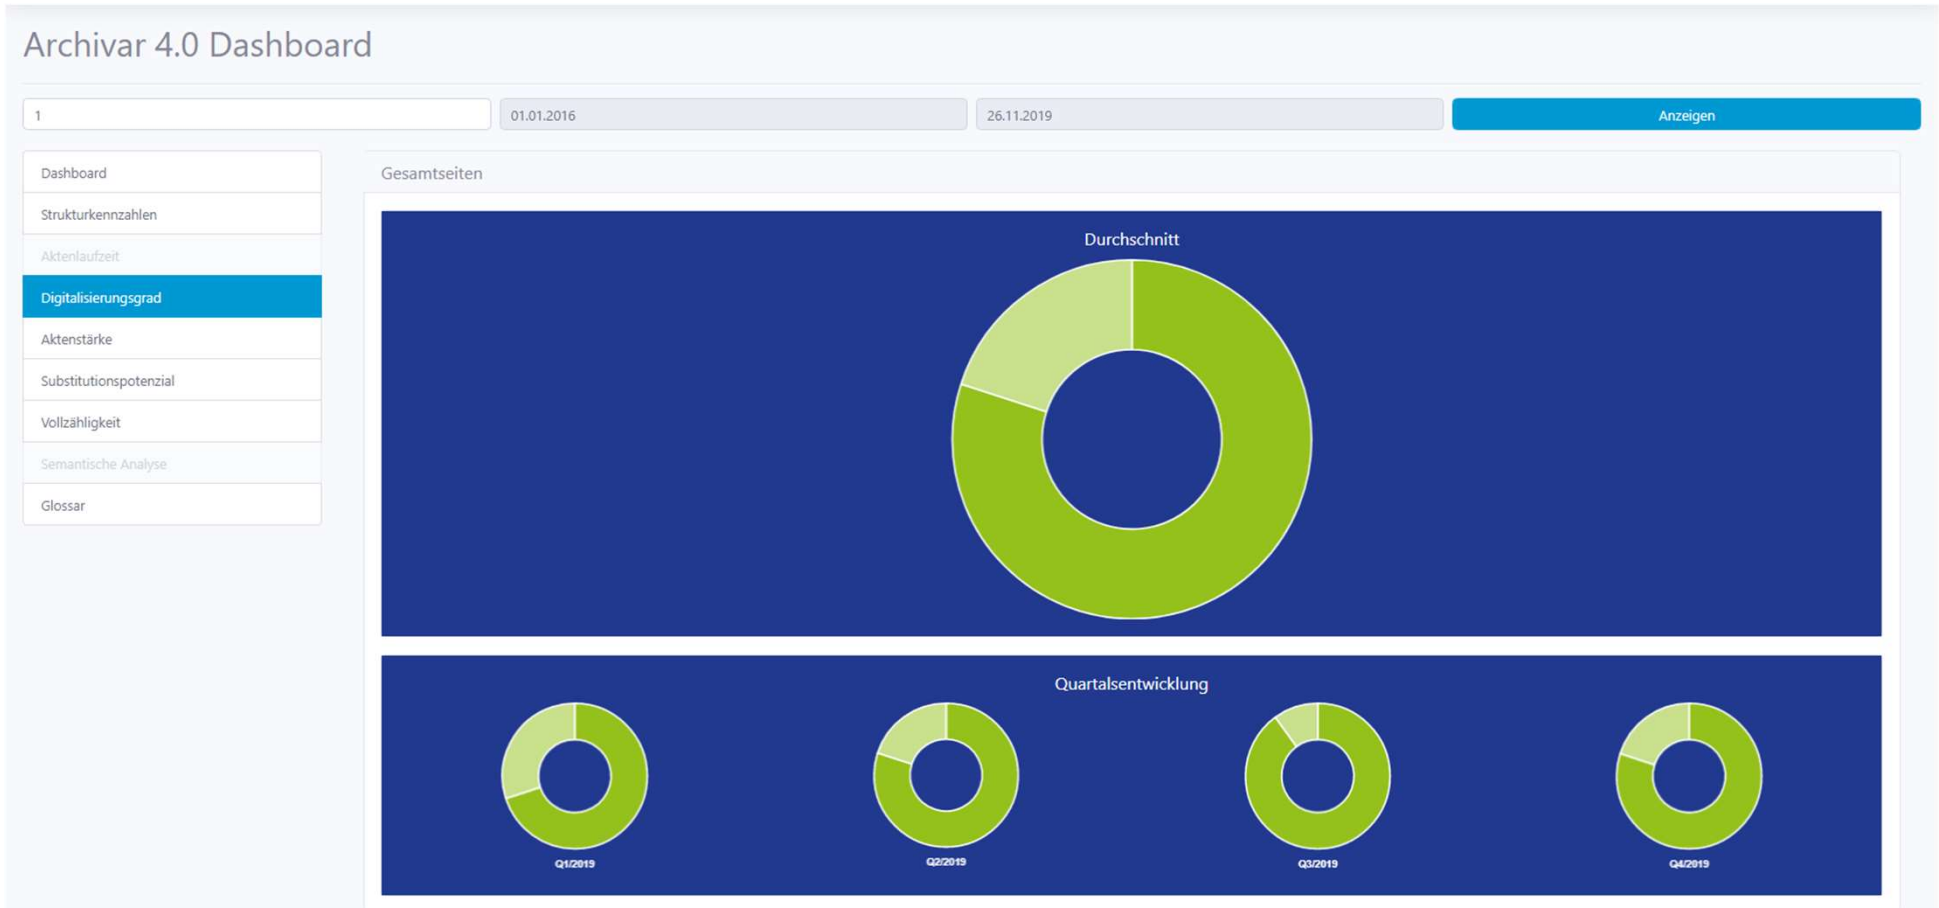 Archivar 4.0 Dashboard
1
01.01.2016
26.11.2019
Anzeigen
Dashboard
Strukturkennzahlen
Aktenlaufzeit
Digitalisierungsgrad
Aktenstärke
Substitutionspotenzial
Vollzähligkeit
Semantische Analyse
Glossar
Gesamtseiten
Durchschnitt
Quartalsentwicklung
Q1/2019
Q2/2019
Q3/2019
Q4/2019